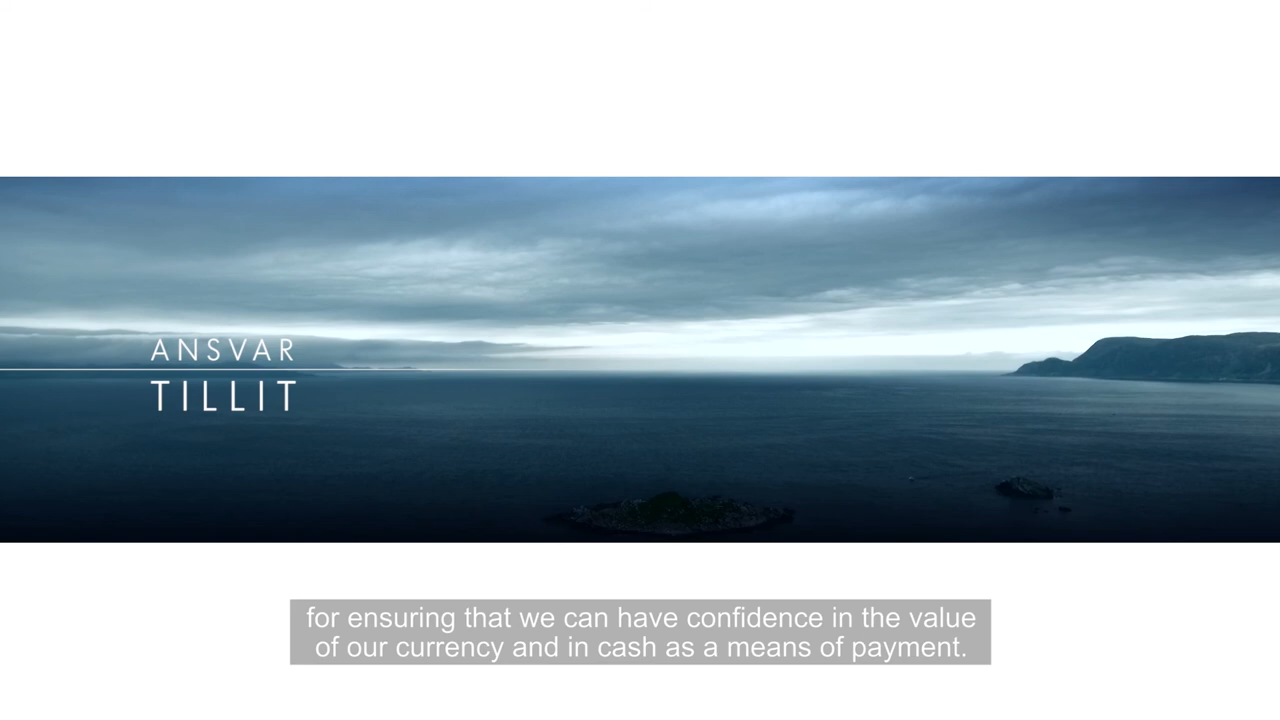 ANSVAR
TILLIT
for ensuring that we can have confidence in the value
of our currency and in cash as a means of payment.